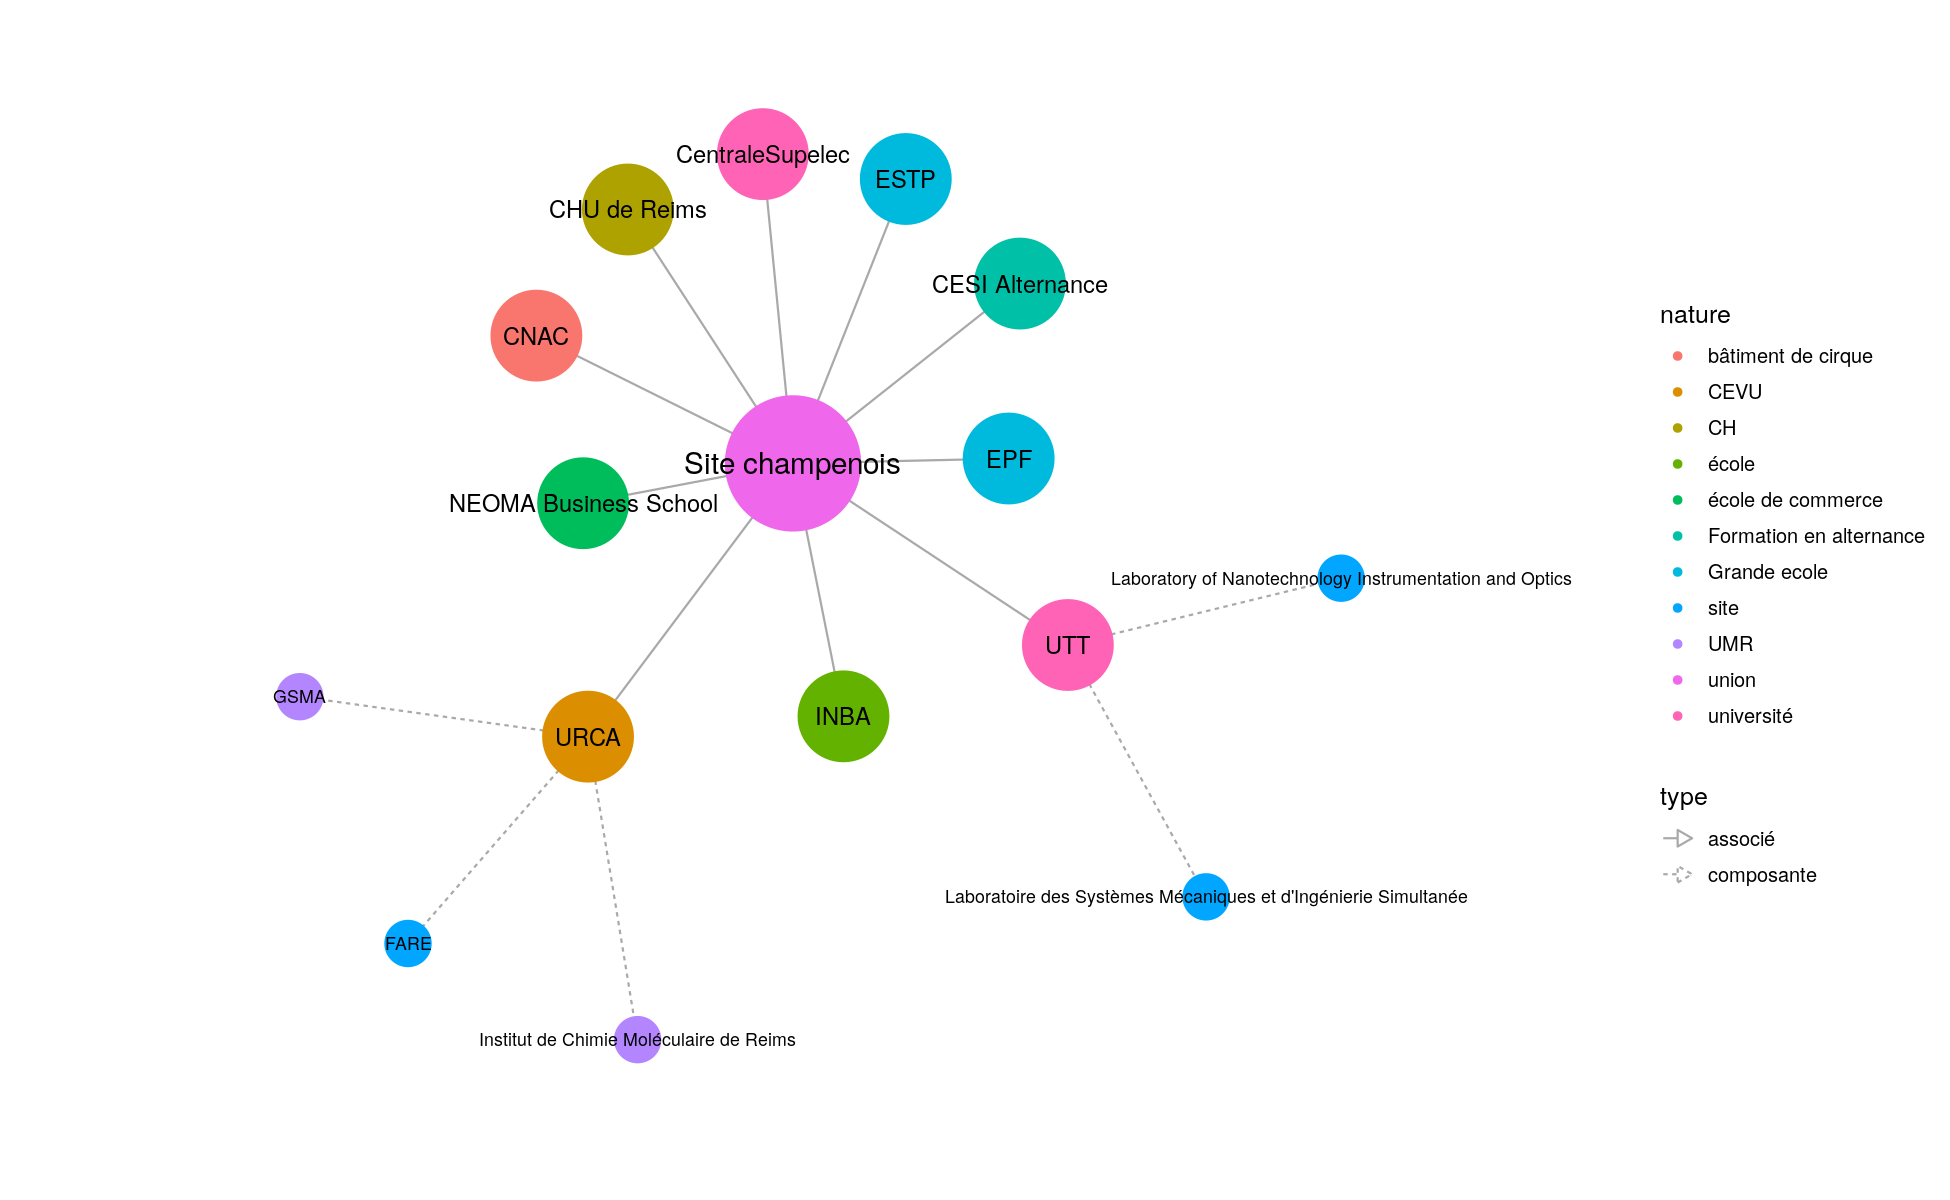 CentraleSupelec
ESTP
CHU de Reims
CESI Alternance
CNAC
Site champenois
EPF
NEOMA Business School
Laboratory of Nanotechnology Instrumentation and Optics
UTT
GSMA
URCA
INBA
Laboratoire des Systèmes Mécaniques et d'Ingénierie Simultanée
FARE
Institut de Chimie Moléculaire de Reims
nature
bâtiment de cirque
CEVU
CH
école
école de commerce
Formation en alternance
Grande ecole
site
UMR
union
université
type
associé
composante